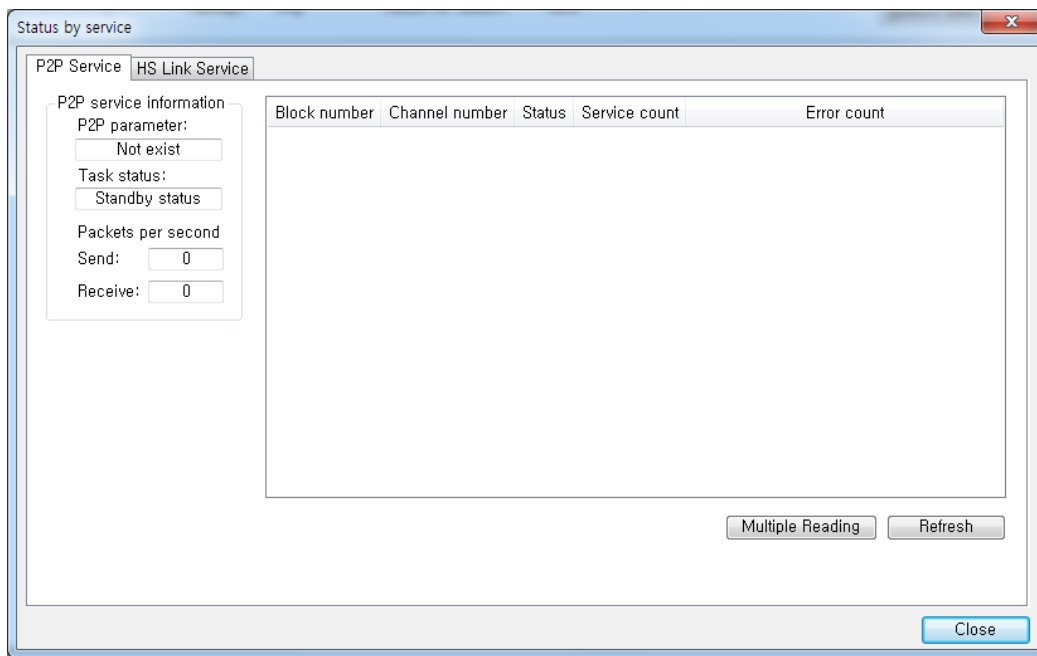 Status by service
P2P Service HS Link Service
P2P service information
P2P parameter:
Not exist
Task status:
Standby status
Packets per second
Send: 0
Receive: 0
Block number Channel number Status Service count Error count
Multiple Reading Refresh
Close